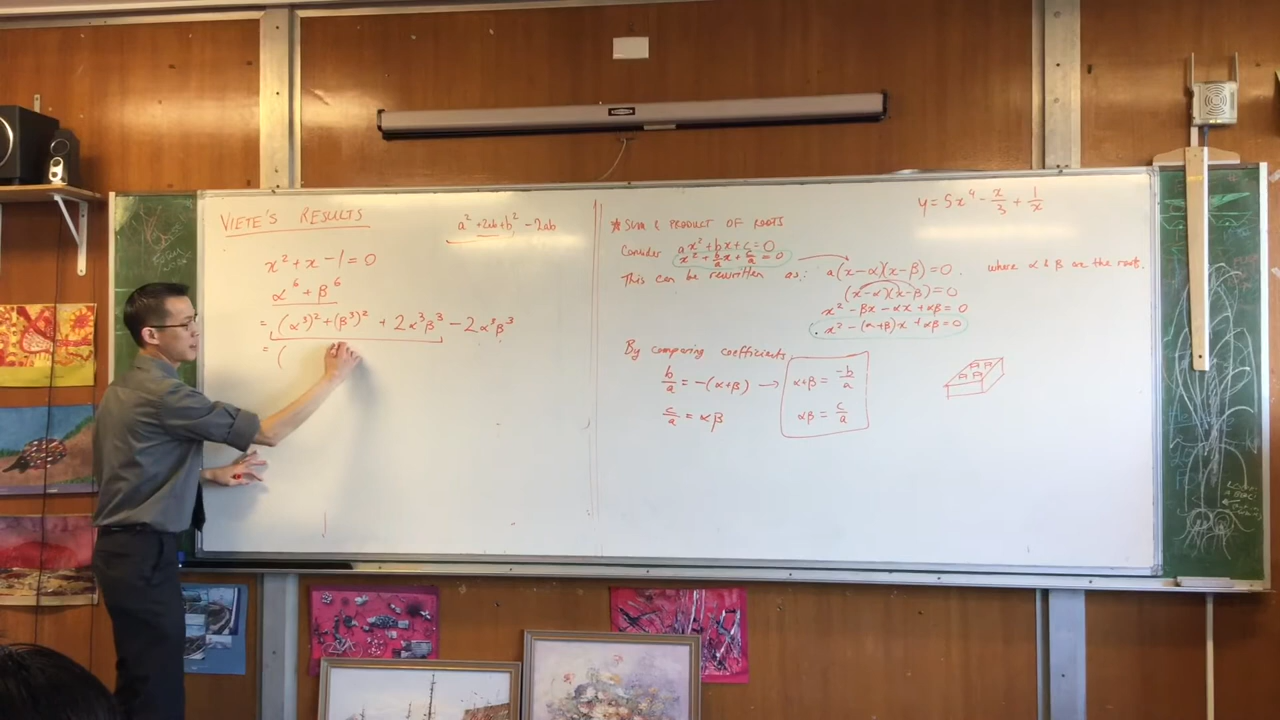 VIETE'S RESULTS
a² + 2ab + b² - 2ab
x² + x - 1 = 0
α⁶ + β⁶
= (α³)² + (β³)² + 2α³β³ - 2α³β³
= (
y = 5x⁴ - x/3 + 1/x
* SUM & PRODUCT OF ROOTS
Consider ax² + bx + c = 0
x² + b/a x + c/a = 0
This can be rewritten as: a(x-α)(x-β) = 0. where α & β are the roots.
(x-α)(x-β) = 0
x² - βx - αx + αβ = 0
x² - (α+β)x + αβ = 0
By comparing coefficients,
b/a = -(α+β) → α+β = -b/a
c/a = αβ
αβ = c/a